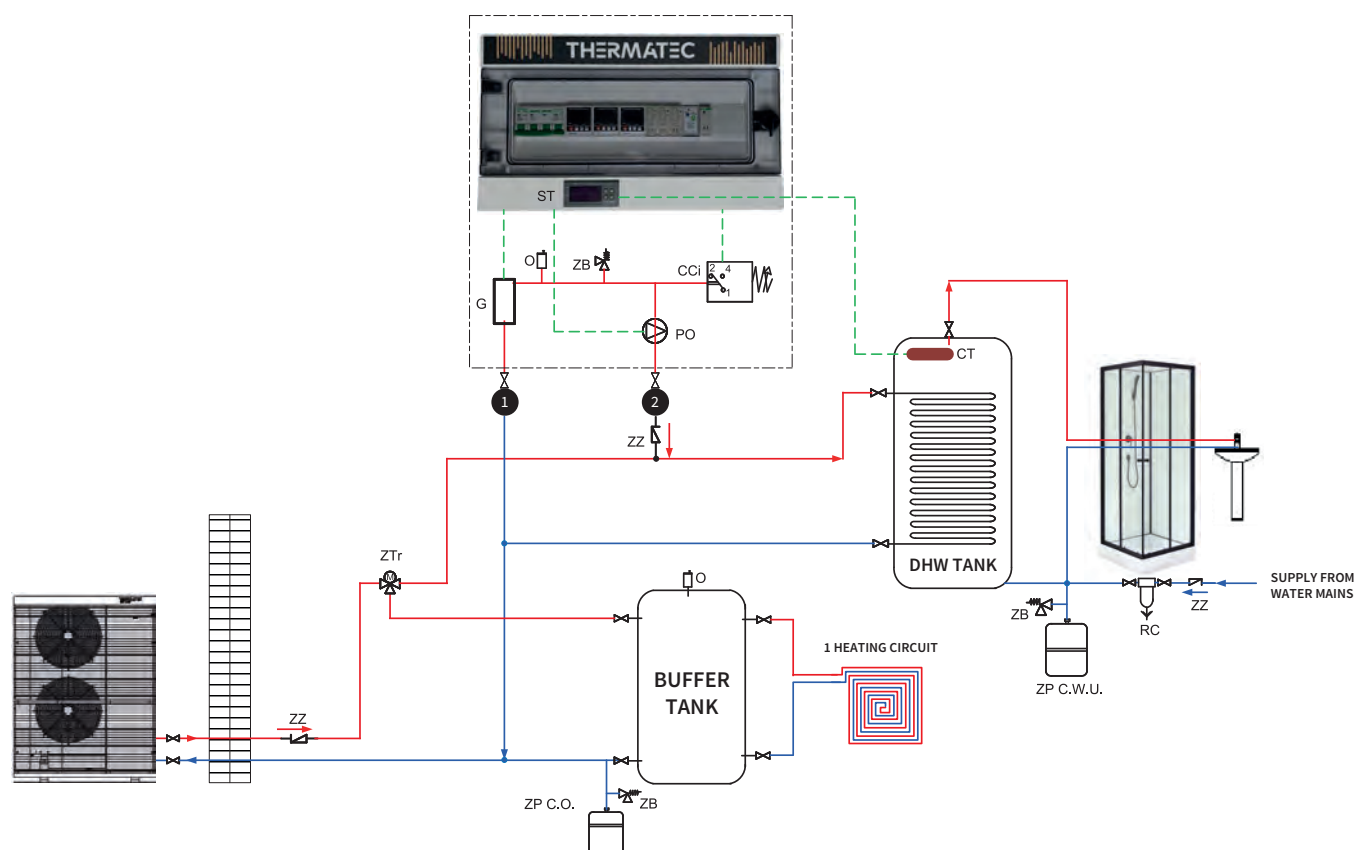 THERMATEC
ST
O
ZB
CCi
2 4
1
G
PO
CT
1
2
ZZ
ZTr
M
DHW TANK
O
SUPPLY FROM
WATER MAINS
ZZ
ZB
RC
1 HEATING CIRCUIT
BUFFER
TANK
ZP C.W.U.
ZZ
ZP C.O.
ZB